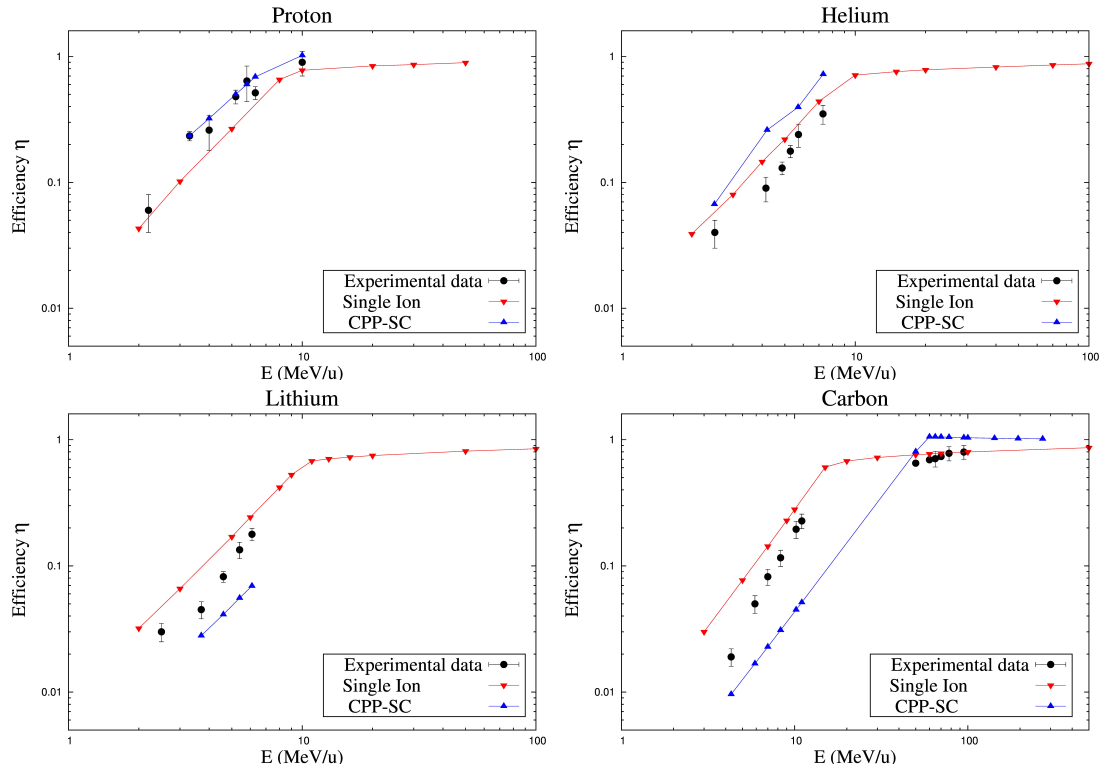 Proton
1
0.1
0.01
Efficiency η
Experimental data
Single Ion
CPP-SC
1
10
100
E (MeV/u)
Helium
1
0.1
0.01
Efficiency η
Experimental data
Single Ion
CPP-SC
1
10
100
E (MeV/u)
Lithium
1
0.1
0.01
Efficiency η
Experimental data
Single Ion
CPP-SC
1
10
100
E (MeV/u)
Carbon
1
0.1
0.01
Efficiency η
Experimental data
Single Ion
CPP-SC
1
10
100
E (MeV/u)